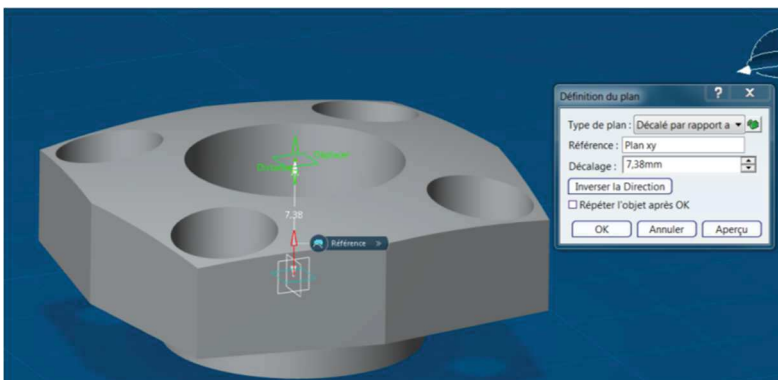 Définition du plan
? X
Type de plan : Décalé par rapport a
Référence : Plan xy
Décalage : 7,38mm
Inverser la Direction
Répéter l'objet après OK
OK Annuler Aperçu
7,38
Référence